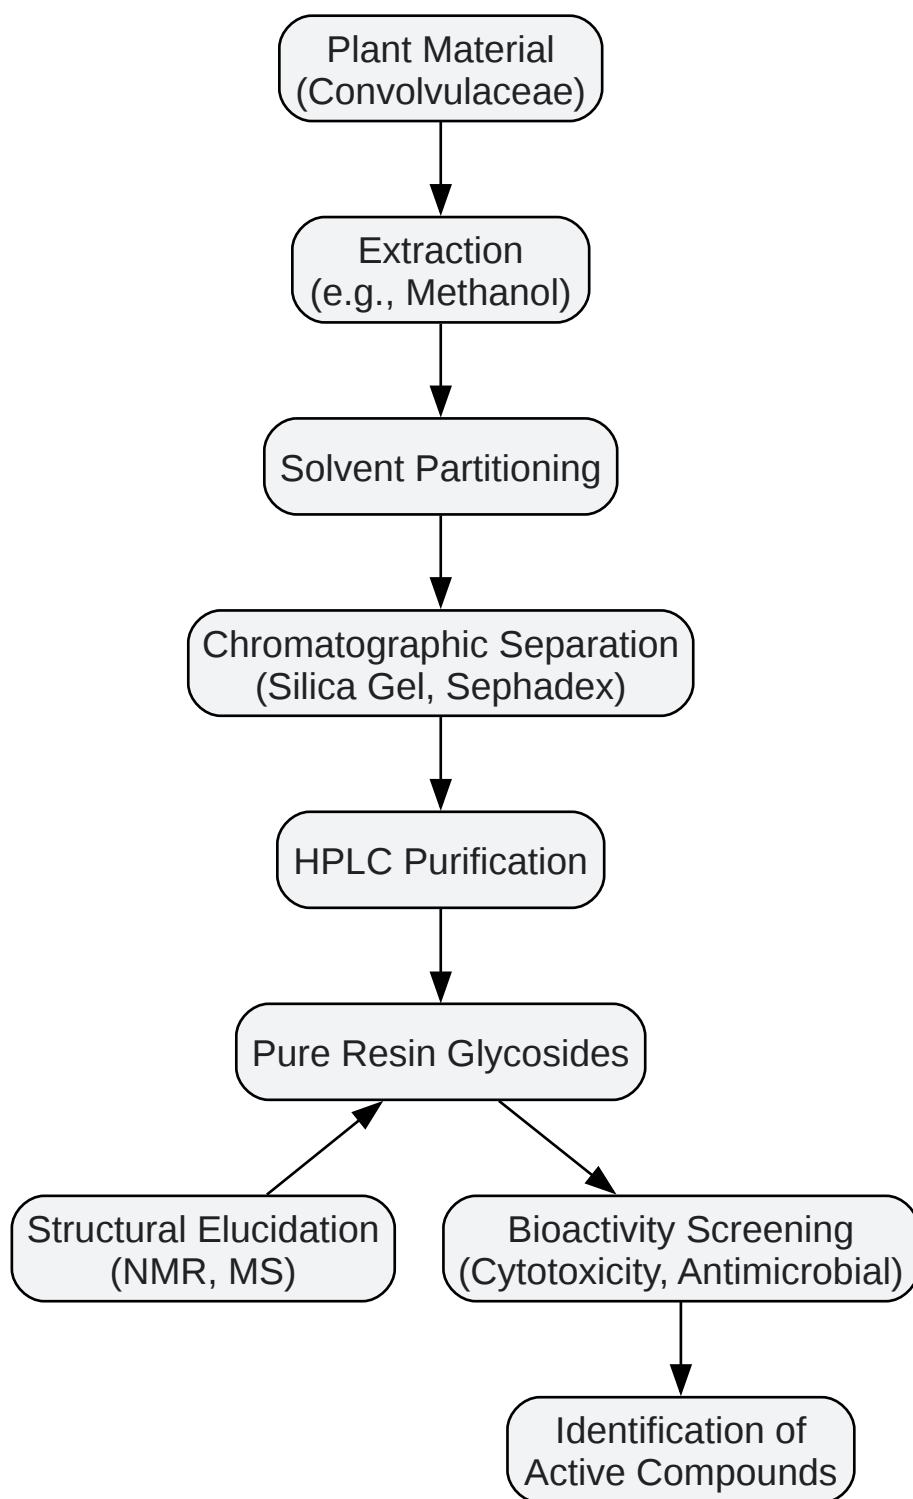 Plant Material
(Convolvulaceae)
Extraction
(e.g., Methanol)
Solvent Partitioning
Chromatographic Separation
(Silica Gel, Sephadex)
HPLC Purification
Pure Resin Glycosides
Structural Elucidation
(NMR, MS)
Bioactivity Screening
(Cytotoxicity, Antimicrobial)
Identification of
Active Compounds